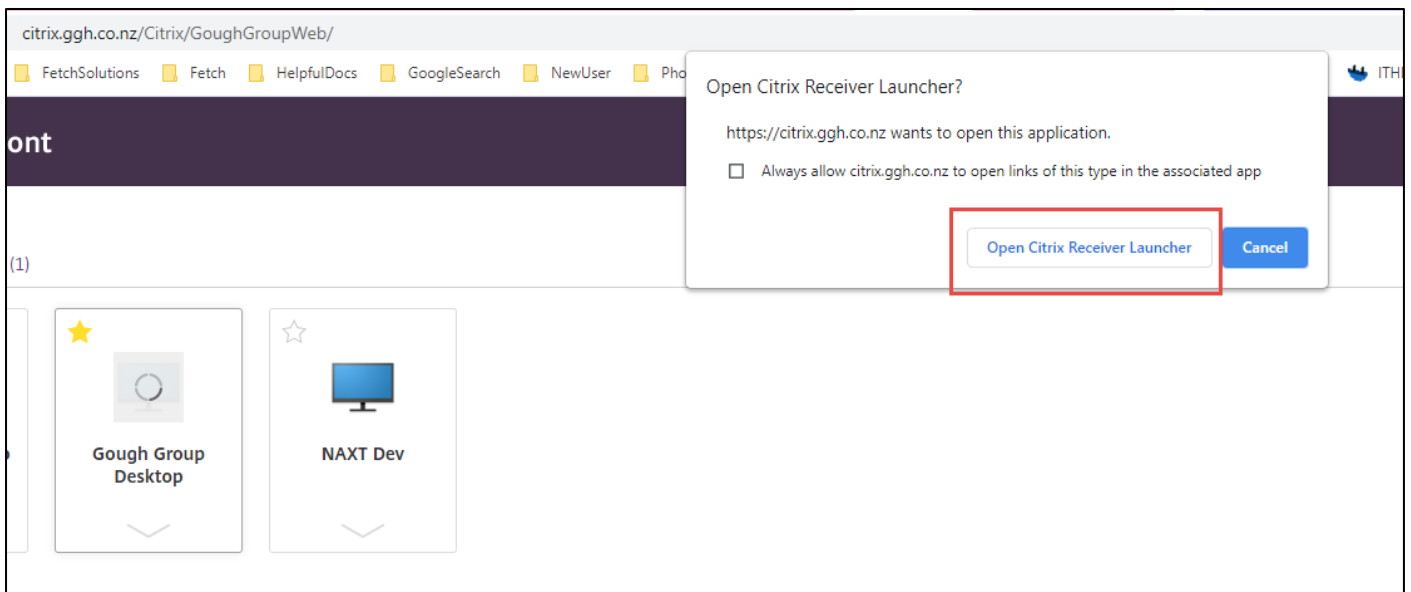 citrix.ggh.co.nz/Citrix/GoughGroupWeb/
FetchSolutions Fetch HelpfulDocs GoogleSearch NewUser Pho
ITH
Open Citrix Receiver Launcher?
https://citrix.ggh.co.nz wants to open this application.
Always allow citrix.ggh.co.nz to open links of this type in the associated app
Open Citrix Receiver Launcher Cancel
ont
(1)
Gough Group
Desktop
NAXT Dev